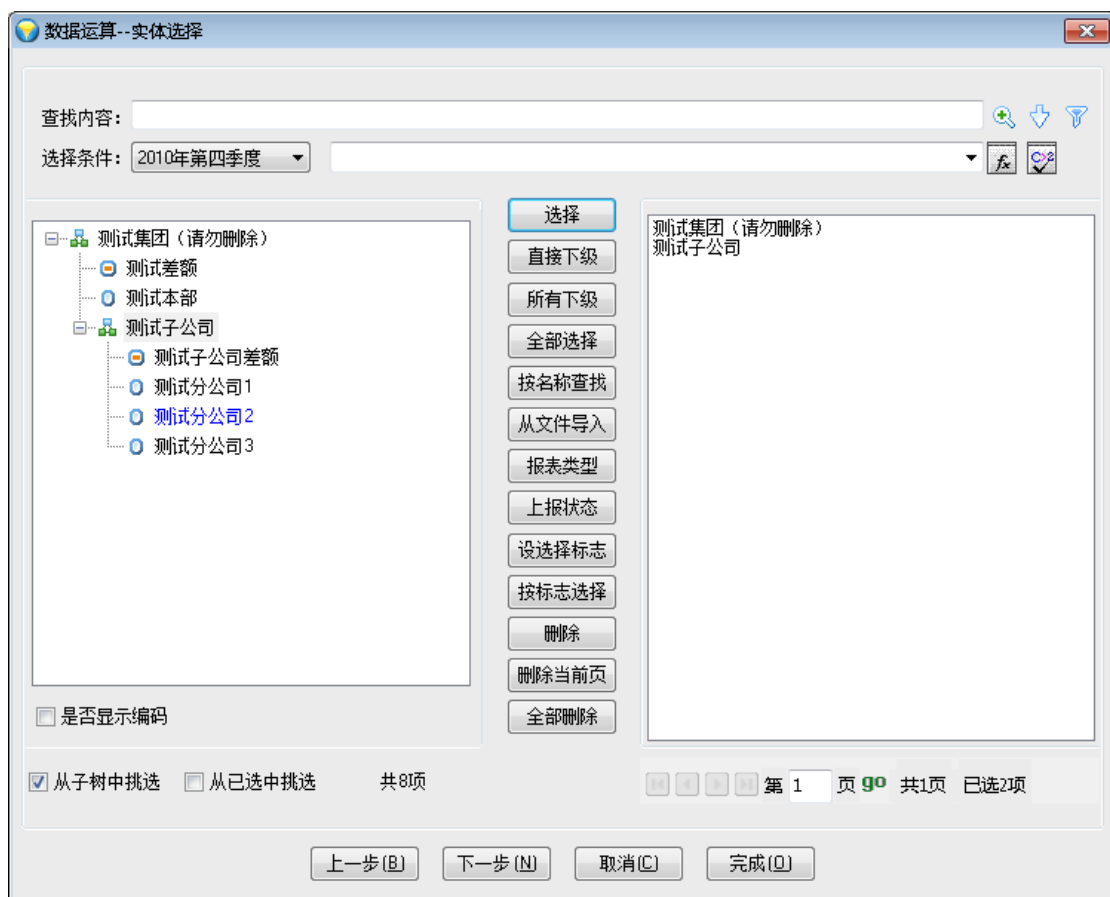 数据运算--实体选择
查找内容：
选择条件： 2010年第四季度
测试集团（请勿删除）
测试差额
测试本部
测试子公司
测试子公司差额
测试分公司1
测试分公司2
测试分公司3
是否显示编码
选择
直接下级
所有下级
全部选择
按名称查找
从文件导入
报表类型
上报状态
设选择标志
按标志选择
删除
删除当前页
全部删除
测试集团（请勿删除）
测试子公司
从子树中挑选 从已选中挑选 共8项
第 1 页 go 共1页 已选2项
上一步(B) 下一步(N) 取消(C) 完成(O)